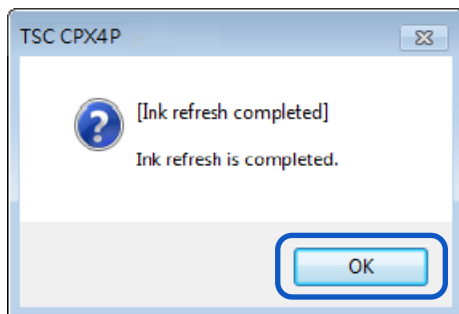 TSC CPX4P
[Ink refresh completed]
Ink refresh is completed.
OK